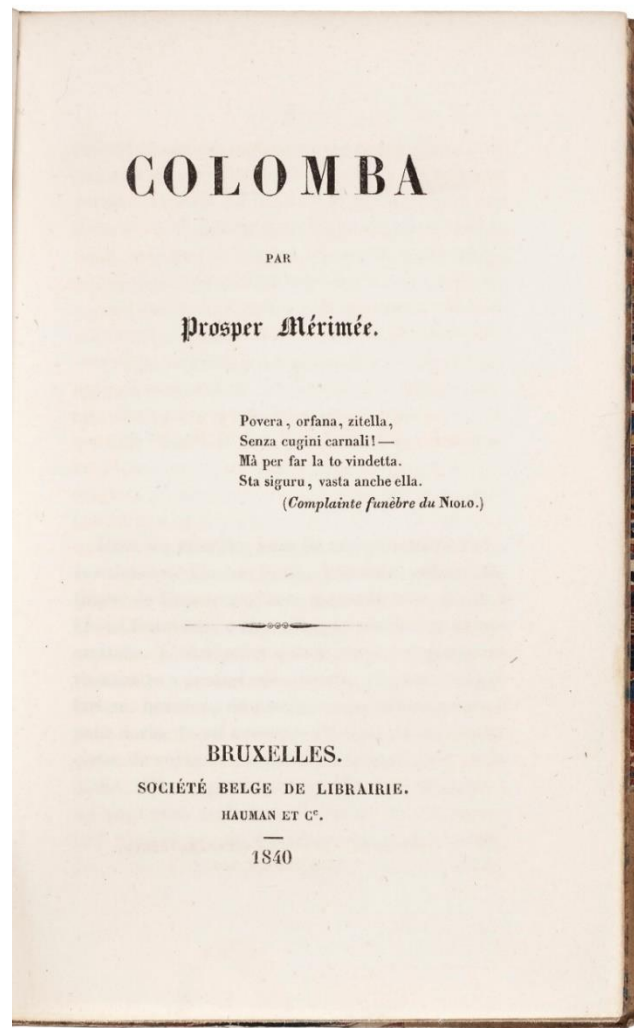 COLOMBA
PAR
Prosper Mérimée.
Povera, orfana, zitella,
Senza cugini carnali! —
Mà per far la to vindetta.
Sta siguru, vasta anche ella.
(Complainte funèbre du NIOLO.)
BRUXELLES.
SOCIÉTÉ BELGE DE LIBRAIRIE.
HAUMAN ET Cᵉ.
1840